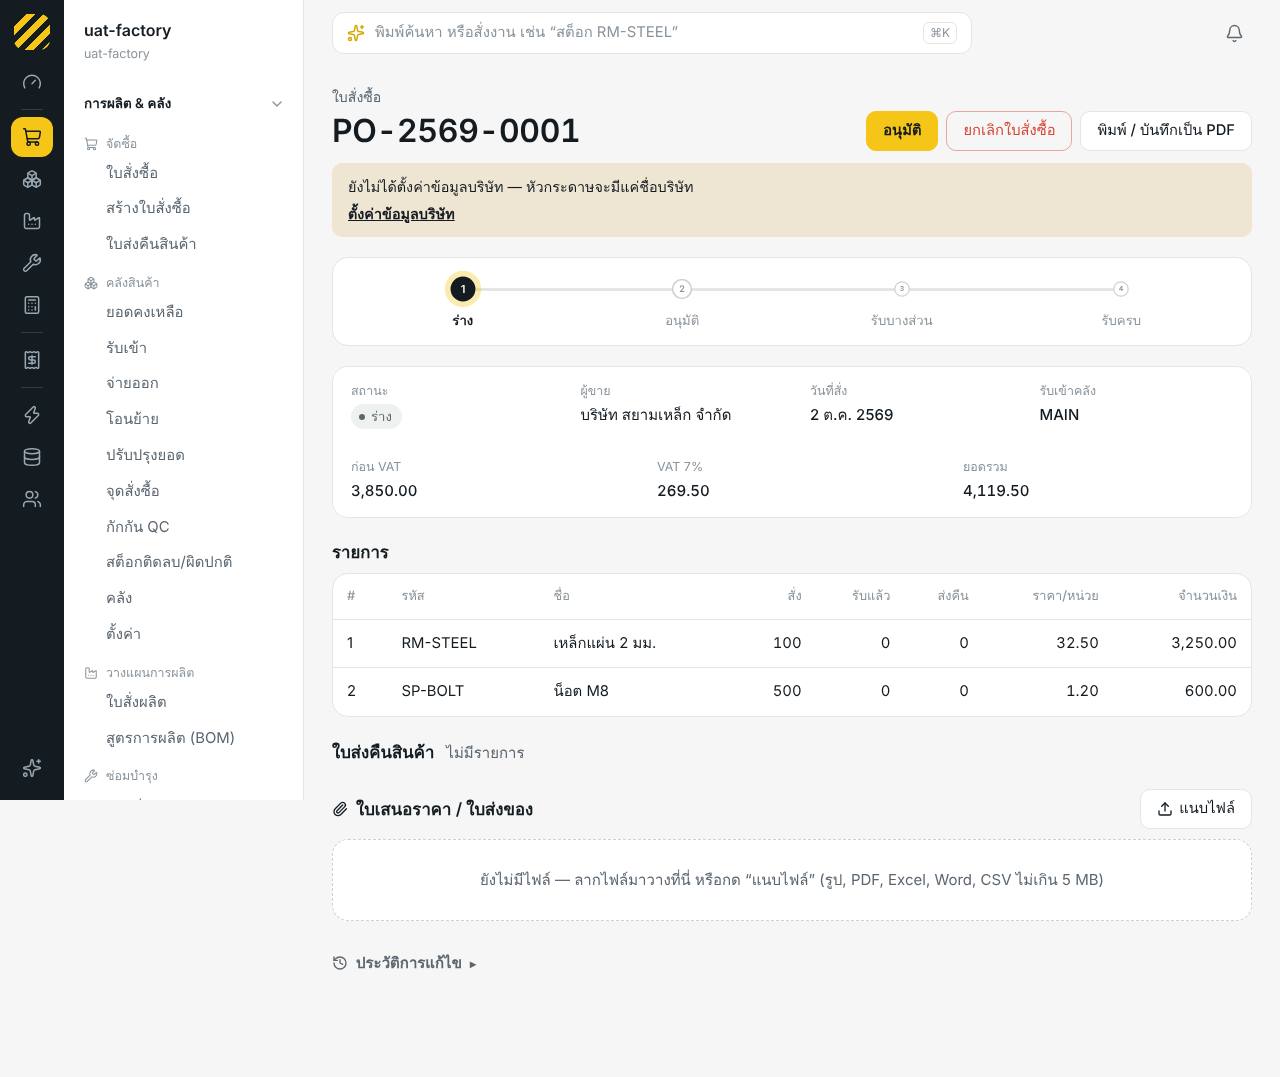 uat-factory
uat-factory
การผลิต & คลัง
จัดซื้อ
ใบสั่งซื้อ
สร้างใบสั่งซื้อ
ใบส่งคืนสินค้า
คลังสินค้า
ยอดคงเหลือ
รับเข้า
จ่ายออก
โอนย้าย
ปรับปรุงยอด
จุดสั่งซื้อ
กักกัน QC
สต็อกติดลบ/ผิดปกติ
คลัง
ตั้งค่า
วางแผนการผลิต
ใบสั่งผลิต
สูตรการผลิต (BOM)
ซ่อมบำรุง
พิมพ์ค้นหา หรือสั่งงาน เช่น “สต็อก RM-STEEL”
⌘K
ใบสั่งซื้อ
PO-2569-0001
อนุมัติ
ยกเลิกใบสั่งซื้อ
พิมพ์ / บันทึกเป็น PDF
ยังไม่ได้ตั้งค่าข้อมูลบริษัท — หัวกระดาษจะมีแค่ชื่อบริษัท
ตั้งค่าข้อมูลบริษัท
1 2 3 4
ร่าง อนุมัติ รับบางส่วน รับครบ
สถานะ ผู้ขาย วันที่สั่ง รับเข้าคลัง
ร่าง บริษัท สยามเหล็ก จำกัด 2 ต.ค. 2569 MAIN
ก่อน VAT VAT 7% ยอดรวม
3,850.00 269.50 4,119.50
รายการ
# รหัส ชื่อ สั่ง รับแล้ว ส่งคืน ราคา/หน่วย จำนวนเงิน
1 RM-STEEL เหล็กแผ่น 2 มม. 100 0 0 32.50 3,250.00
2 SP-BOLT น็อต M8 500 0 0 1.20 600.00
ใบส่งคืนสินค้า ไม่มีรายการ
ใบเสนอราคา / ใบส่งของ
แนบไฟล์
ยังไม่มีไฟล์ — ลากไฟล์มาวางที่นี่ หรือกด “แนบไฟล์” (รูป, PDF, Excel, Word, CSV ไม่เกิน 5 MB)
ประวัติการแก้ไข ▸